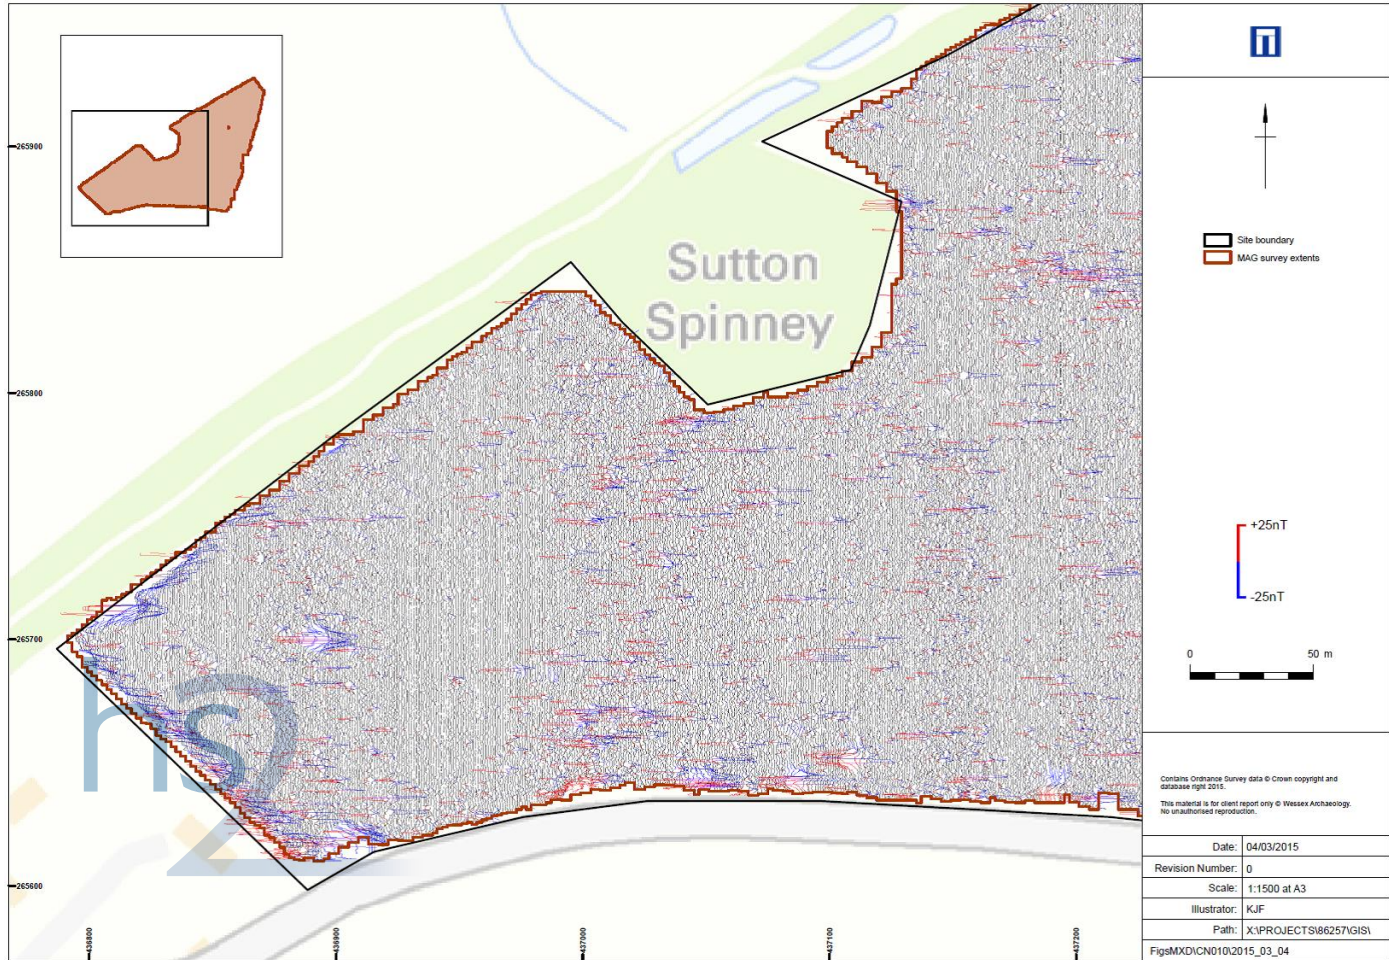 265900
265800
265700
265600
436800
436900
437000
437100
437200
Sutton
Spinney
hs2
Site boundary
MAG survey extents
+25nT
-25nT
0 50 m
Contains Ordnance Survey data © Crown copyright and
database right 2015.
This material is for client report only © Wessex Archaeology.
No unauthorised reproduction.
Date: 04/03/2015
Revision Number: 0
Scale: 1:1500 at A3
Illustrator: KJF
Path: X:\PROJECTS\86257\GIS\
FigsMXD\CN010\2015_03_04